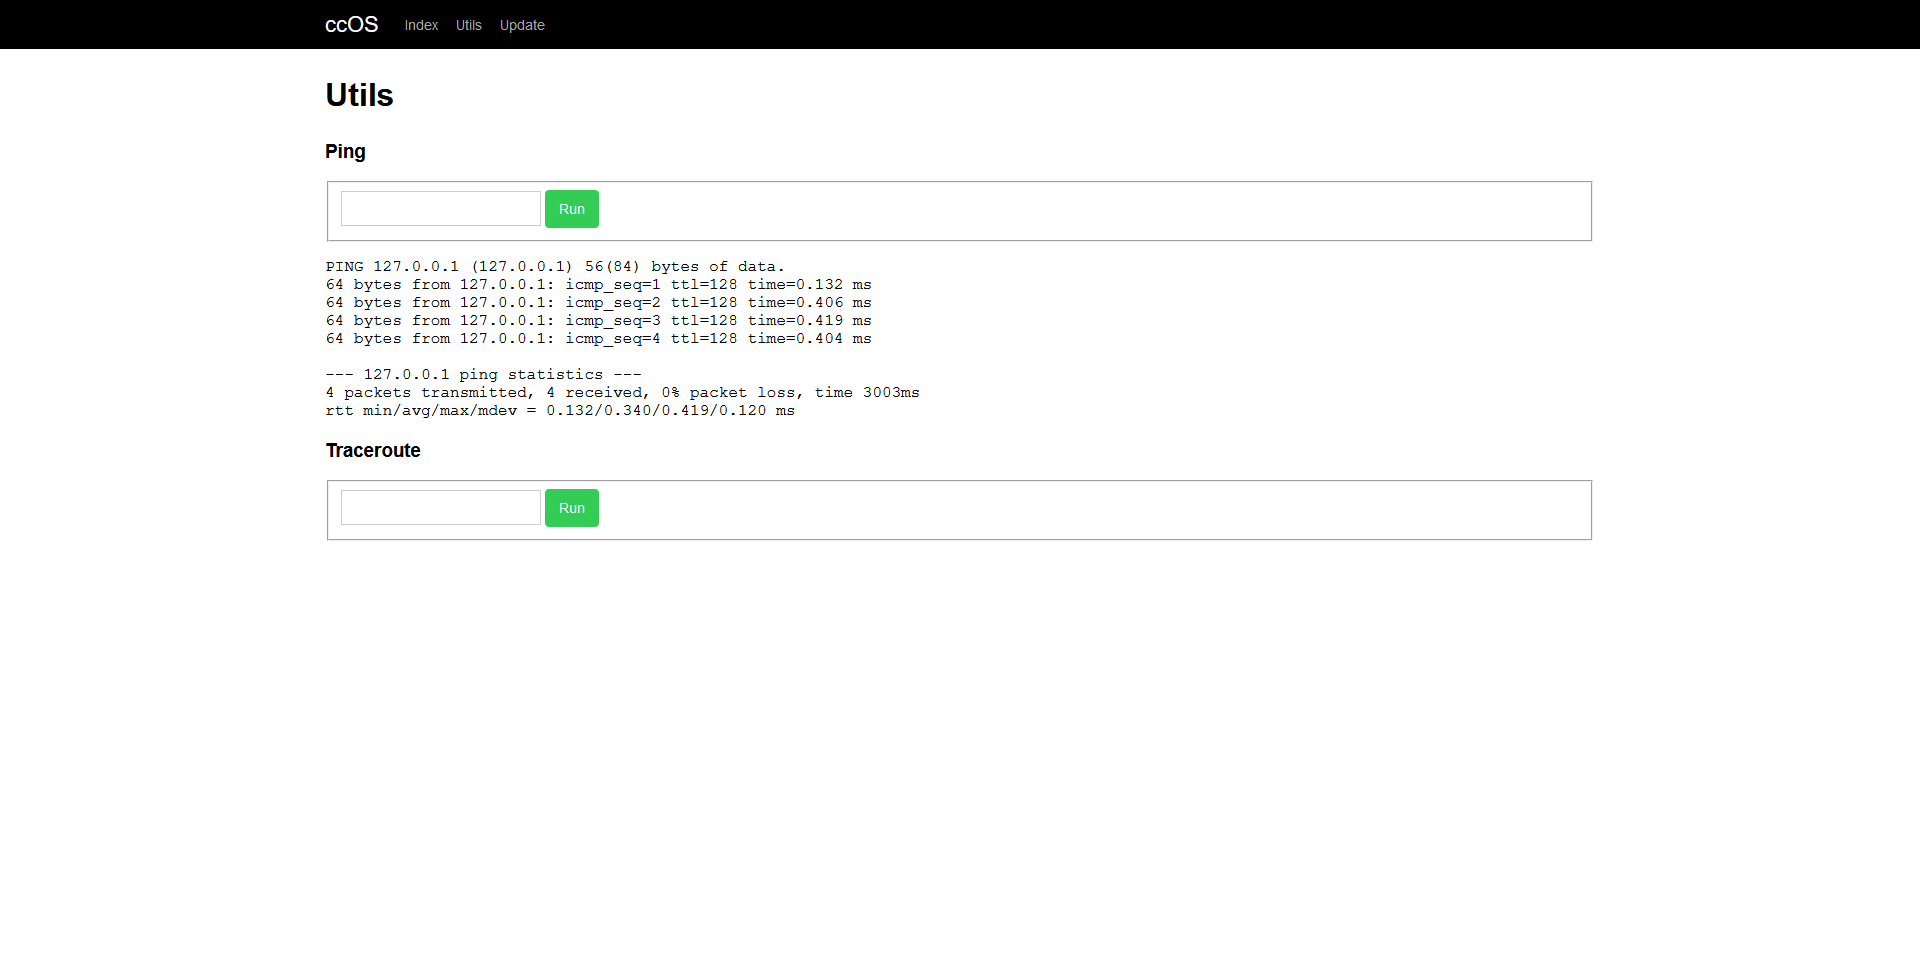 ccOS Index Utils Update
Utils
Ping
Run
PING 127.0.0.1 (127.0.0.1) 56(84) bytes of data.
64 bytes from 127.0.0.1: icmp_seq=1 ttl=128 time=0.132 ms
64 bytes from 127.0.0.1: icmp_seq=2 ttl=128 time=0.406 ms
64 bytes from 127.0.0.1: icmp_seq=3 ttl=128 time=0.419 ms
64 bytes from 127.0.0.1: icmp_seq=4 ttl=128 time=0.404 ms
--- 127.0.0.1 ping statistics ---
4 packets transmitted, 4 received, 0% packet loss, time 3003ms
rtt min/avg/max/mdev = 0.132/0.340/0.419/0.120 ms
Traceroute
Run